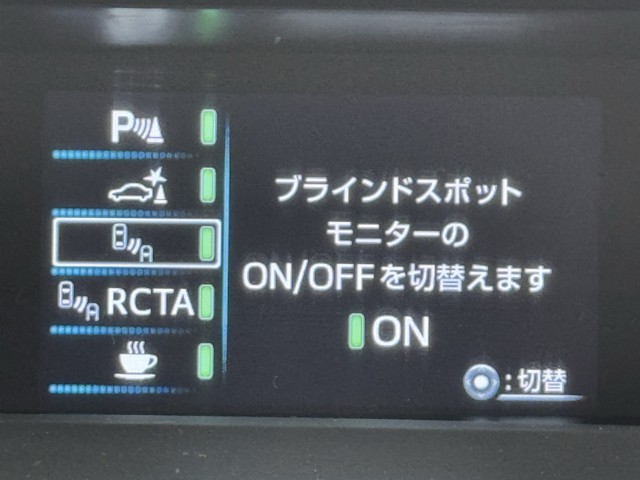 P
RCTA
ブラインドスポット
モニターの
ON/OFFを切替えます
ON
:切替